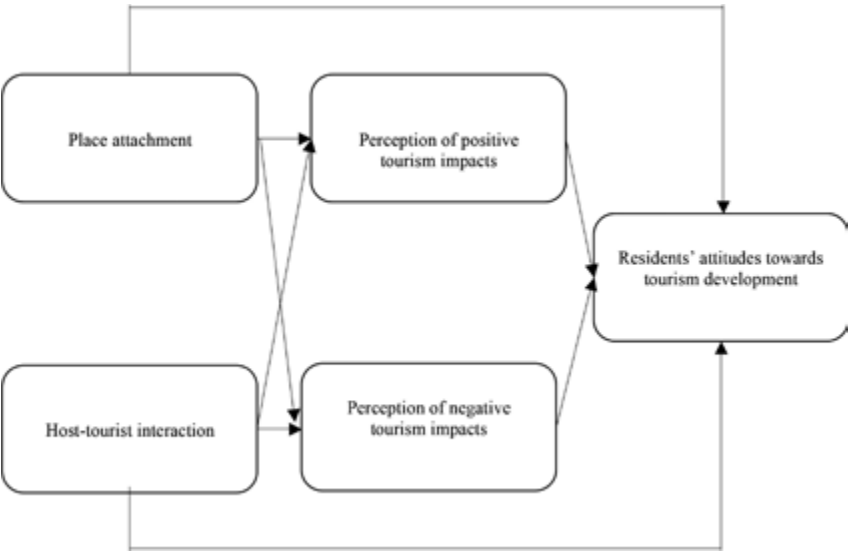 Place attachment
Perception of positive
tourism impacts
Residents' attitudes towards
tourism development
Host-tourist interaction
Perception of negative
tourism impacts